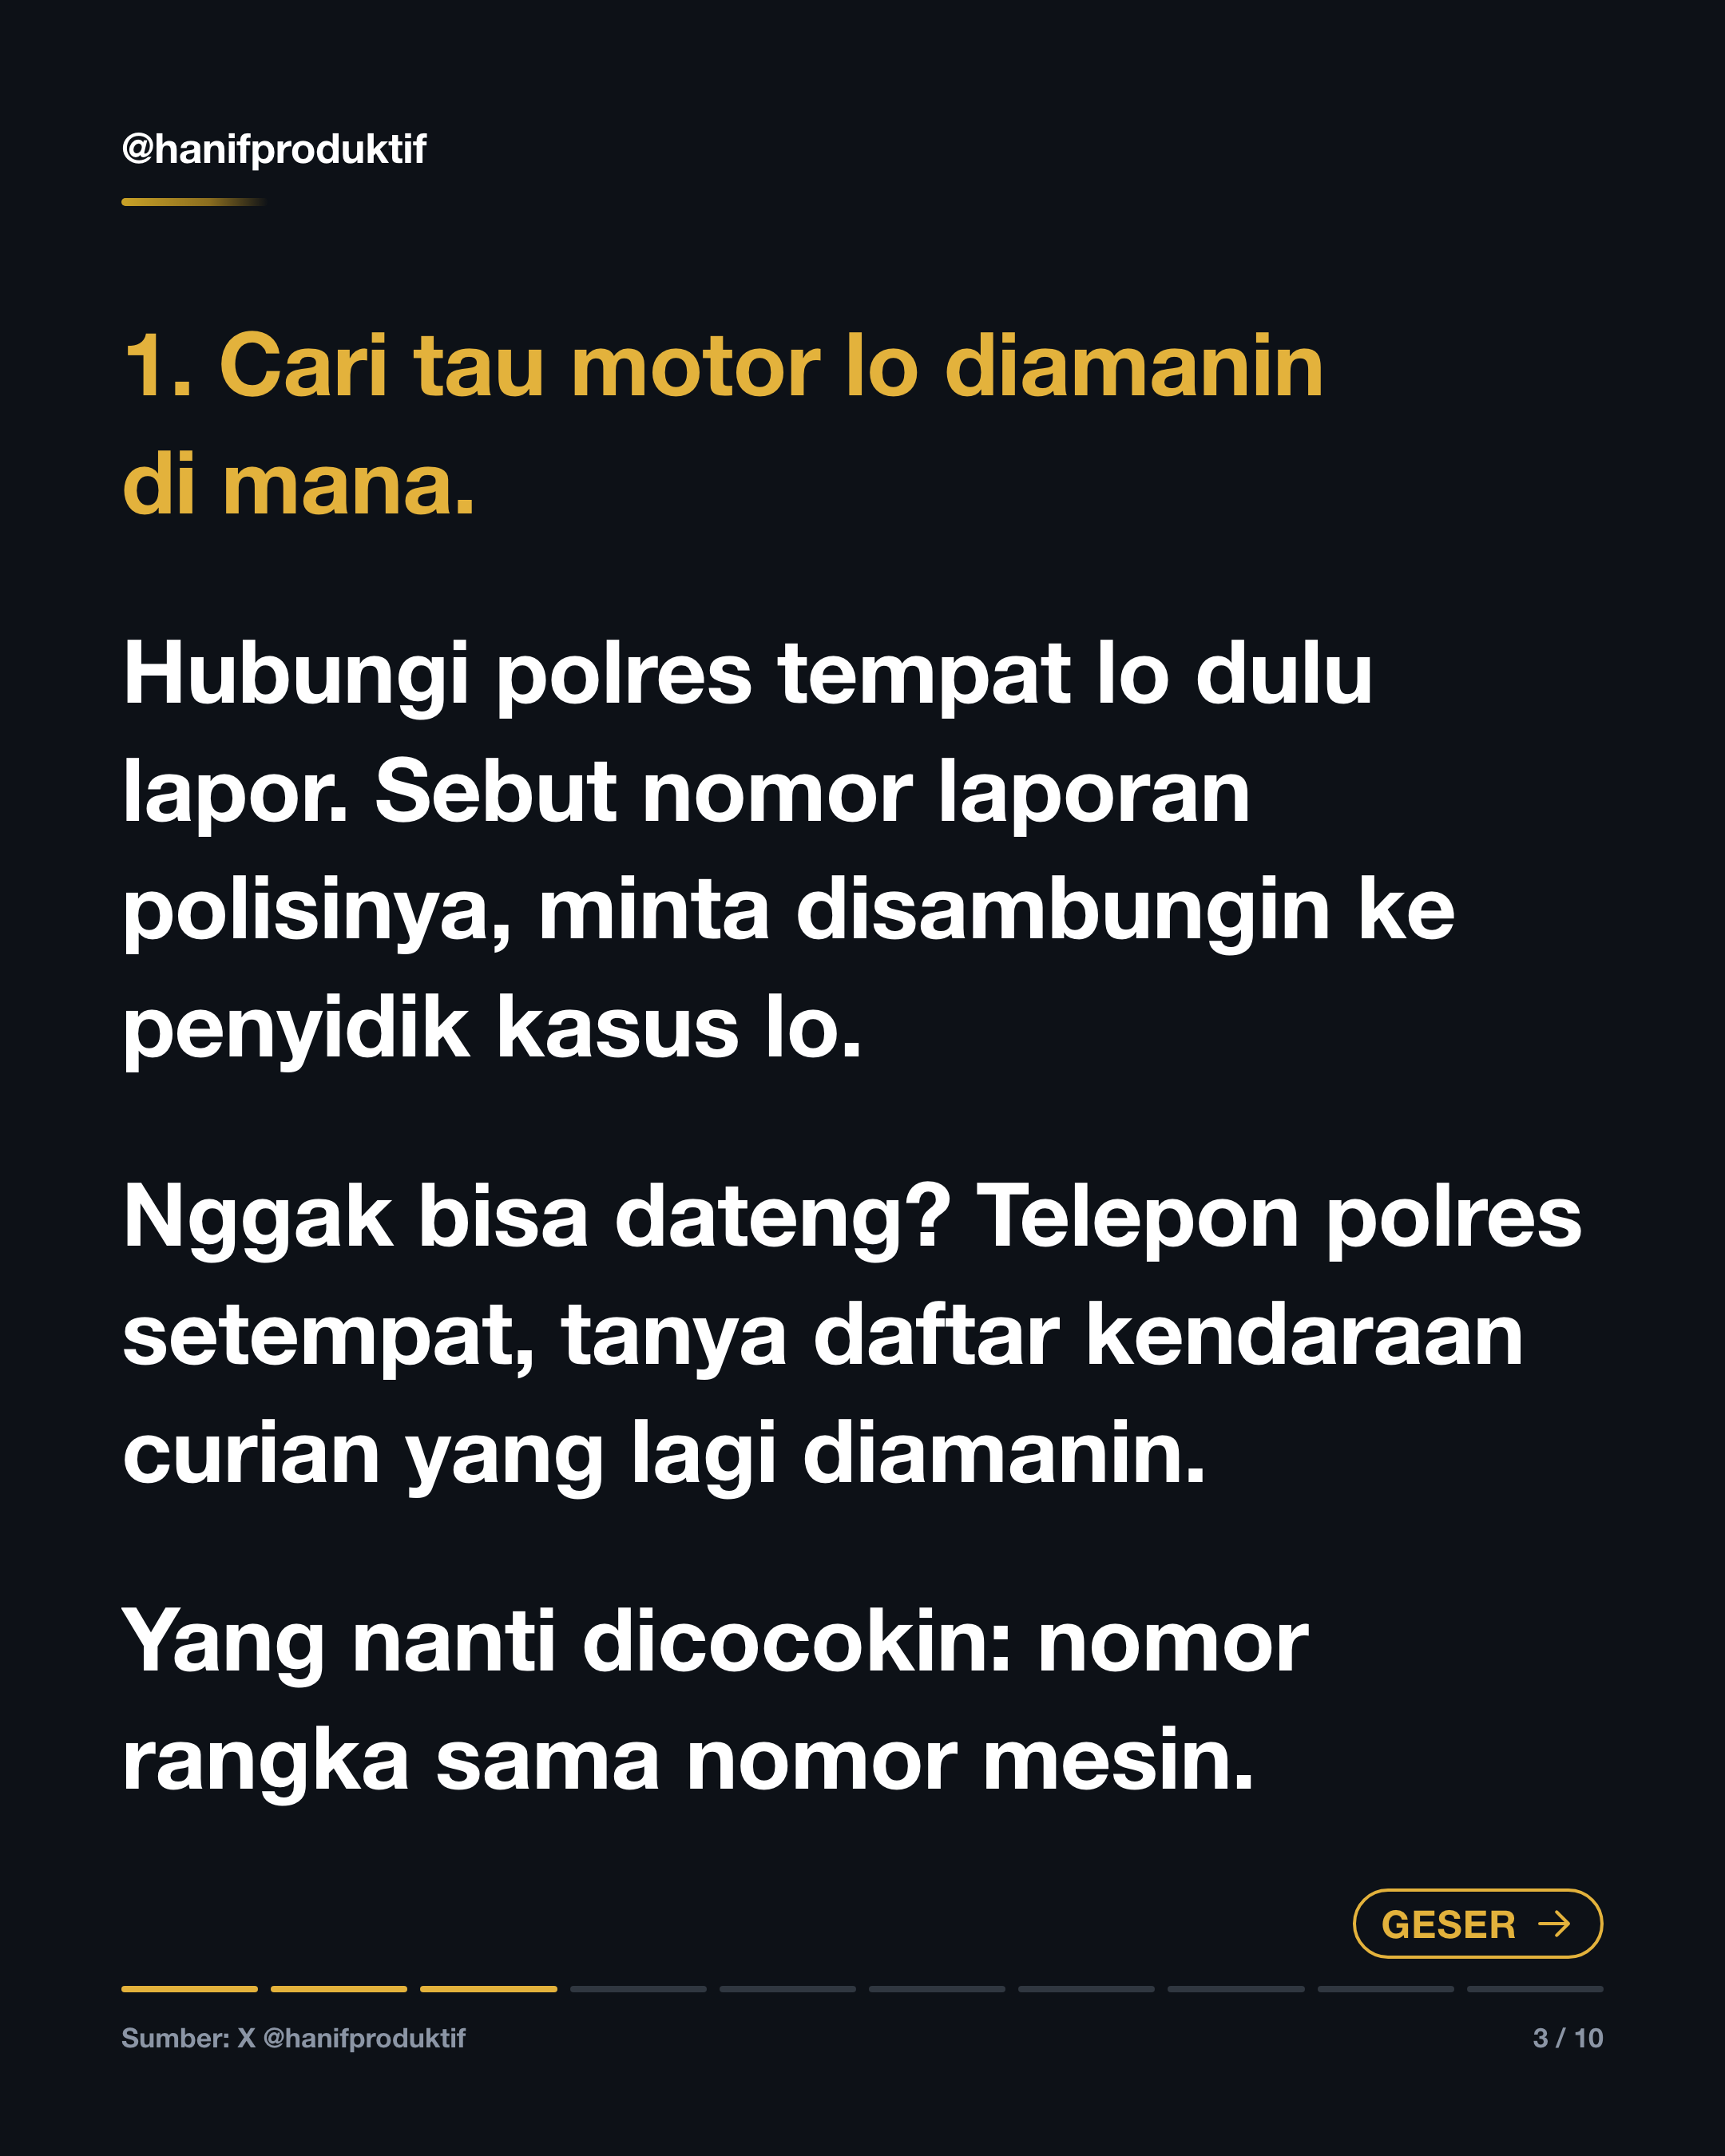 @hanifproduktif
1. Cari tau motor lo diamanin
di mana.
Hubungi polres tempat lo dulu
lapor. Sebut nomor laporan
polisinya, minta disambungin ke
penyidik kasus lo.
Nggak bisa dateng? Telepon polres
setempat, tanya daftar kendaraan
curian yang lagi diamanin.
Yang nanti dicocokin: nomor
rangka sama nomor mesin.
GESER →
Sumber: X @hanifproduktif
3 / 10